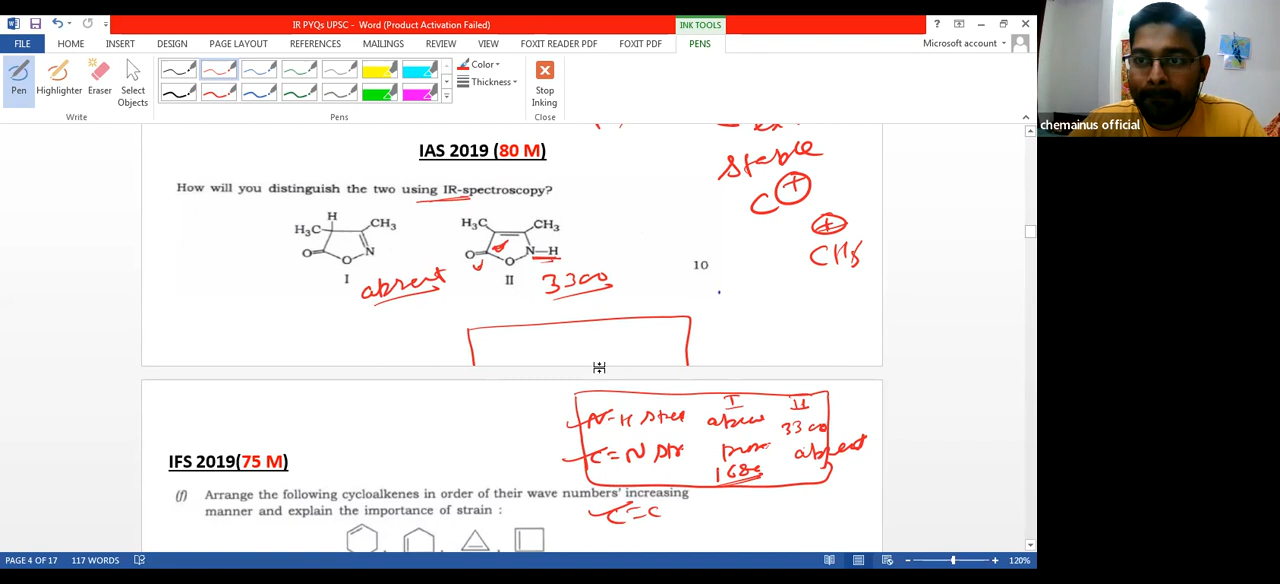 IR PYQs UPSC - Word (Product Activation Failed)
INK TOOLS
FILE HOME INSERT DESIGN PAGE LAYOUT REFERENCES MAILINGS REVIEW VIEW FOXIT READER PDF FOXIT PDF PENS
Microsoft account
Pen Highlighter Eraser Select Objects
Color
Thickness
Stop Inking
Write Pens Close
chemainus official
stable
C +
+
CH3
IAS 2019 (80 M)
How will you distinguish the two using IR-spectroscopy?
H
H3C CH3
O O N
I
H3C CH3
O O N–H
II
10
absent
3300
I II
N-H absent 3300
C=N str absent
168
C=C
IFS 2019(75 M)
(f) Arrange the following cycloalkenes in order of their wave numbers' increasing
manner and explain the importance of strain :
PAGE 4 OF 17 117 WORDS
120%